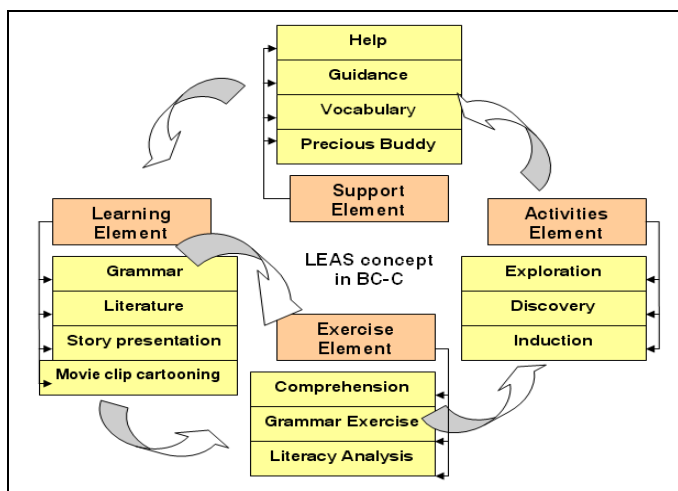 Help
Guidance
Vocabulary
Precious Buddy
Support
Element
Learning
Element
Grammar
Literature
Story presentation
Movie clip cartooning
LEAS concept
in BC-C
Exercise
Element
Comprehension
Grammar Exercise
Literacy Analysis
Activities
Element
Exploration
Discovery
Induction